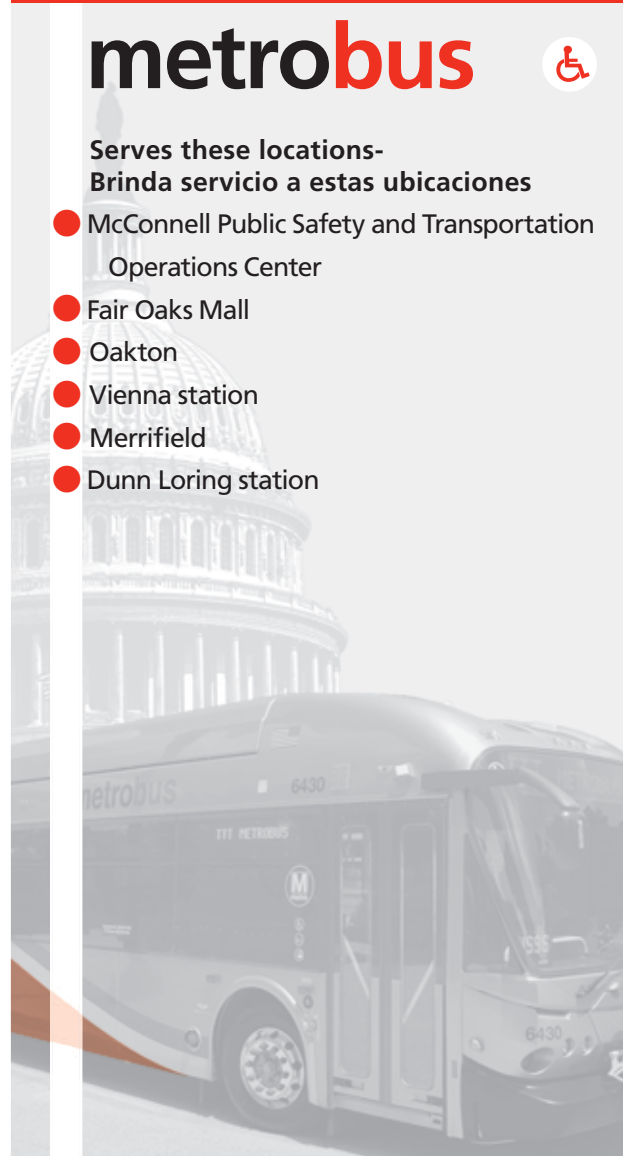 metrobus
Serves these locations-
Brinda servicio a estas ubicaciones
McConnell Public Safety and Transportation
Operations Center
Fair Oaks Mall
Oakton
Vienna station
Merrifield
Dunn Loring station
metrobus
6430
TTT METROBUS
M
6430